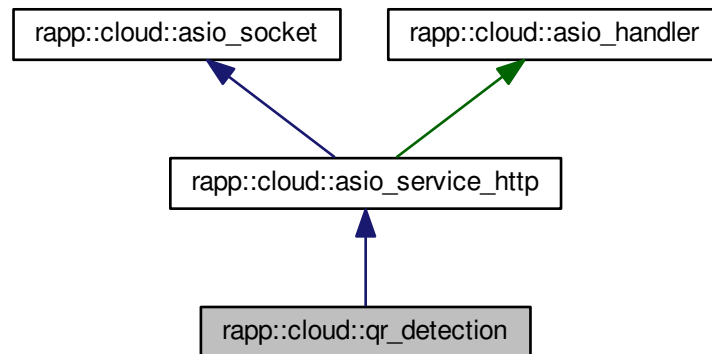 rapp::cloud::asio_socket
rapp::cloud::asio_handler
rapp::cloud::asio_service_http
rapp::cloud::qr_detection